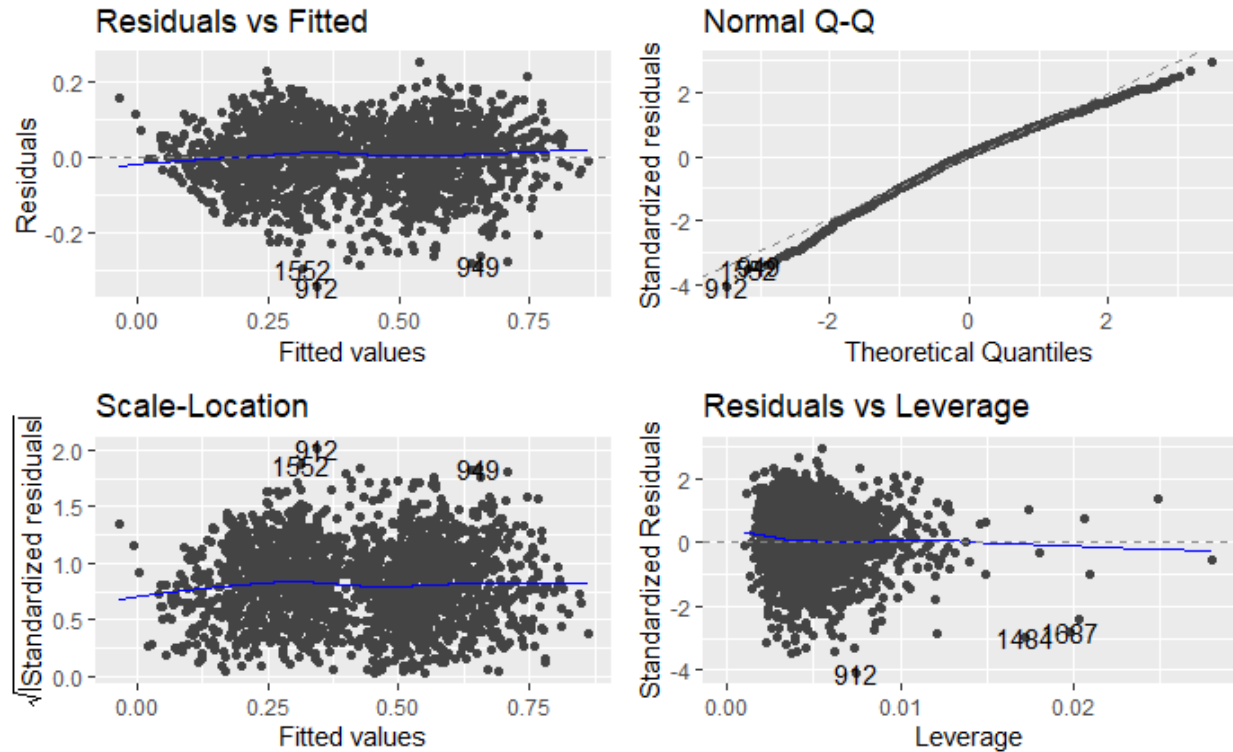 Residuals vs Fitted
Residuals
0.2
0.0
-0.2
1552
912
949
0.00 0.25 0.50 0.75
Fitted values
Normal Q-Q
Standardized residuals
2
0
-2
-4
912
-2 0 2
Theoretical Quantiles
Scale-Location
√|Standardized residuals|
2.0
1.5
1.0
0.5
0.0
912
1552
949
0.00 0.25 0.50 0.75
Fitted values
Residuals vs Leverage
Standardized Residuals
2
0
-2
-4
1484
1687
912
0.00 0.01 0.02
Leverage